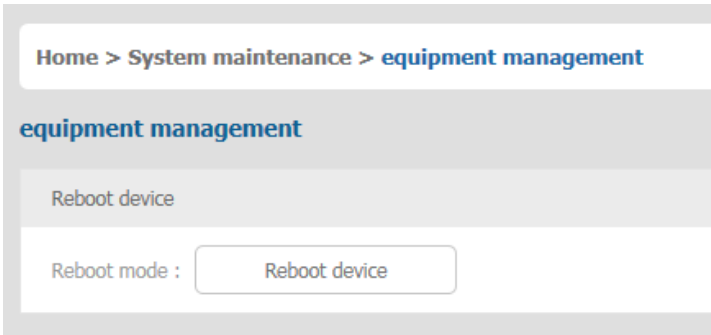 Home > System maintenance > equipment management
equipment management
Reboot device
Reboot mode : Reboot device